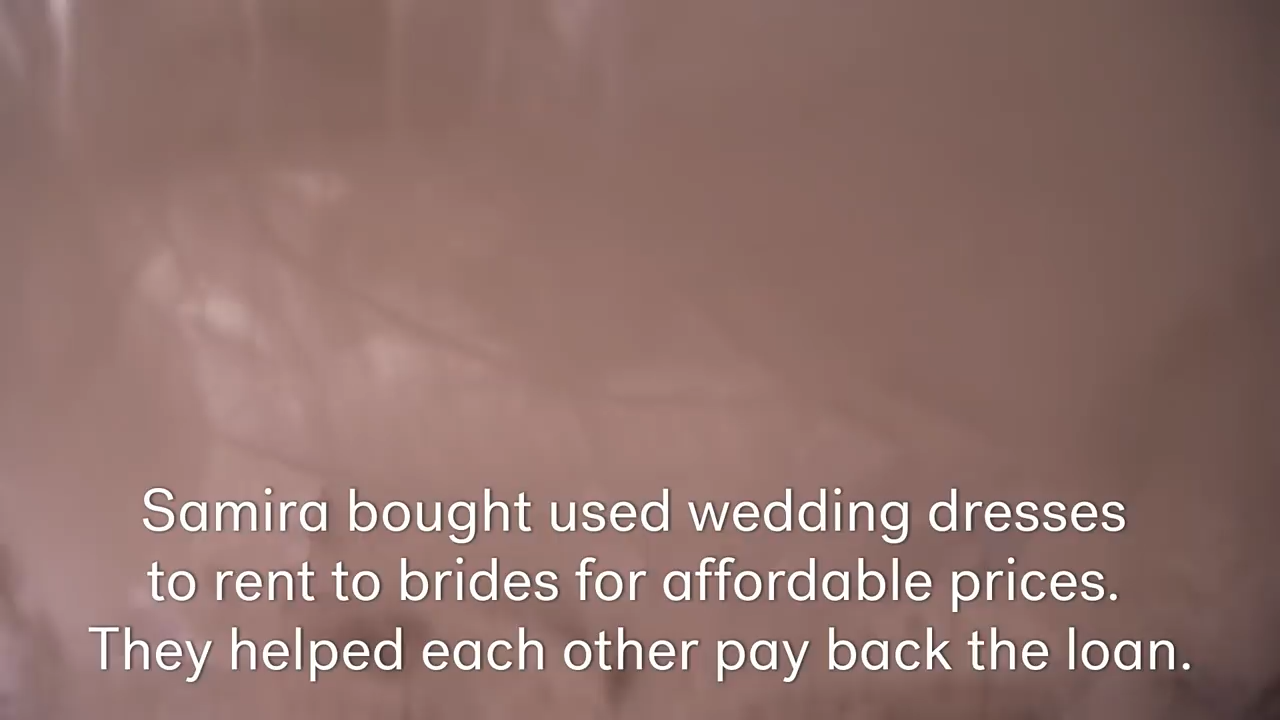 Samira bought used wedding dresses
to rent to brides for affordable prices.
They helped each other pay back the loan.